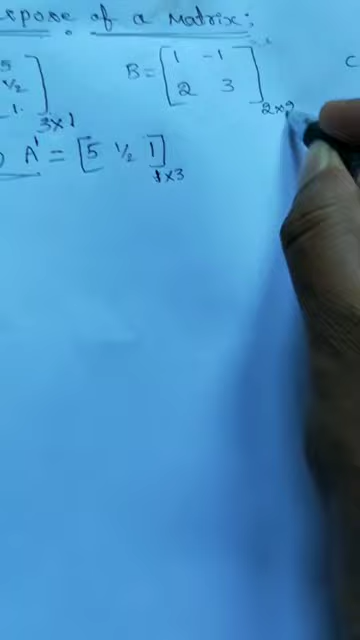 of a Matrix:
5
1/2
-1
3×1
B = [1 -1
2 3] 2×2
C
A' = [5 1/2 1] 1×3